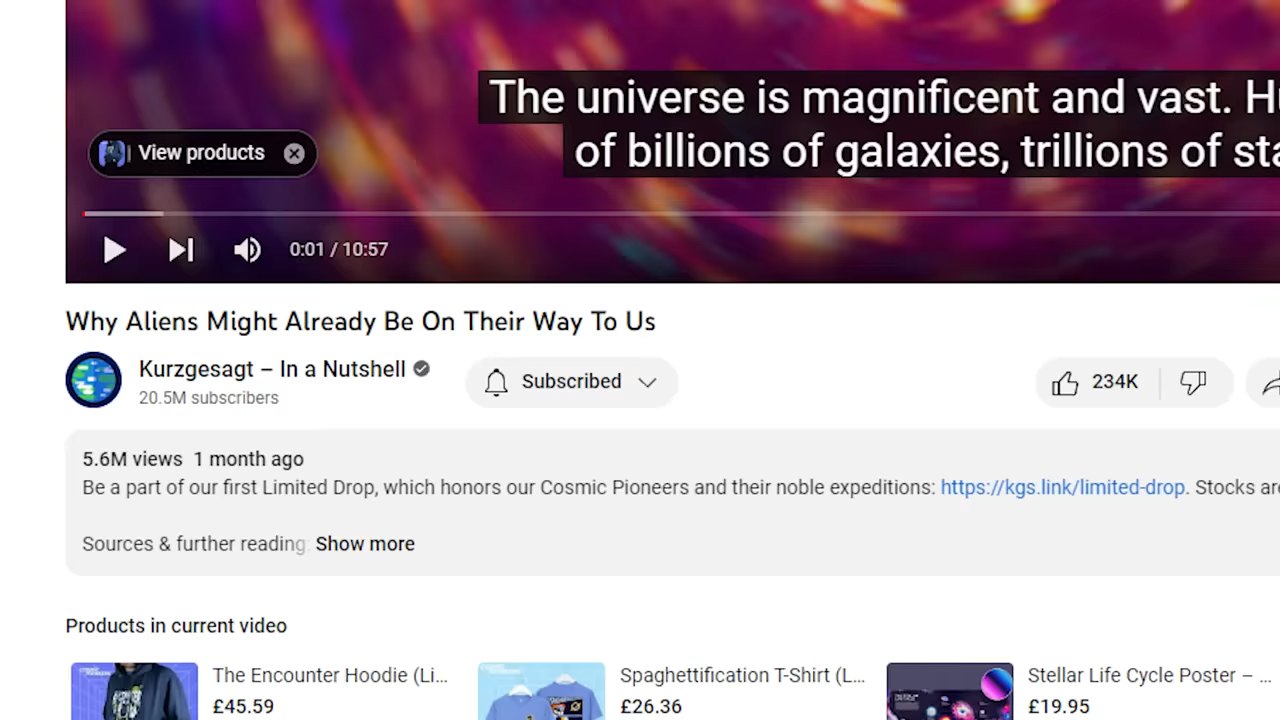 The universe is magnificent and vast. H
of billions of galaxies, trillions of st
View products
0:01 / 10:57
Why Aliens Might Already Be On Their Way To Us
Kurzgesagt – In a Nutshell
20.5M subscribers
Subscribed
234K
5.6M views 1 month ago
Be a part of our first Limited Drop, which honors our Cosmic Pioneers and their noble expeditions: https://kgs.link/limited-drop. Stocks ar
Sources & further reading Show more
Products in current video
The Encounter Hoodie (Li...
£45.59
Spaghettification T-Shirt (L...
£26.36
Stellar Life Cycle Poster – ...
£19.95